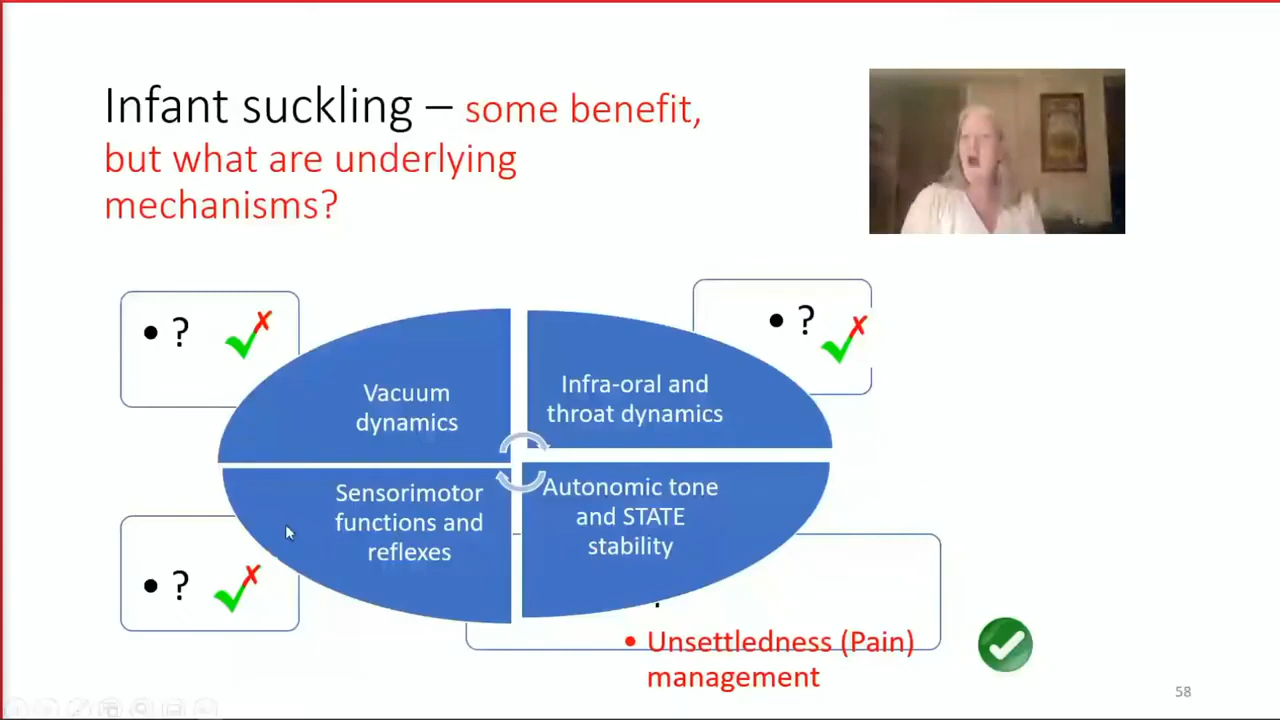 Infant suckling – some benefit,
but what are underlying
mechanisms?
• ?
• ?
Vacuum
dynamics
Infra-oral and
throat dynamics
Sensorimotor
functions and
reflexes
Autonomic tone
and STATE
stability
• ?
• Unsettledness (Pain)
management
58